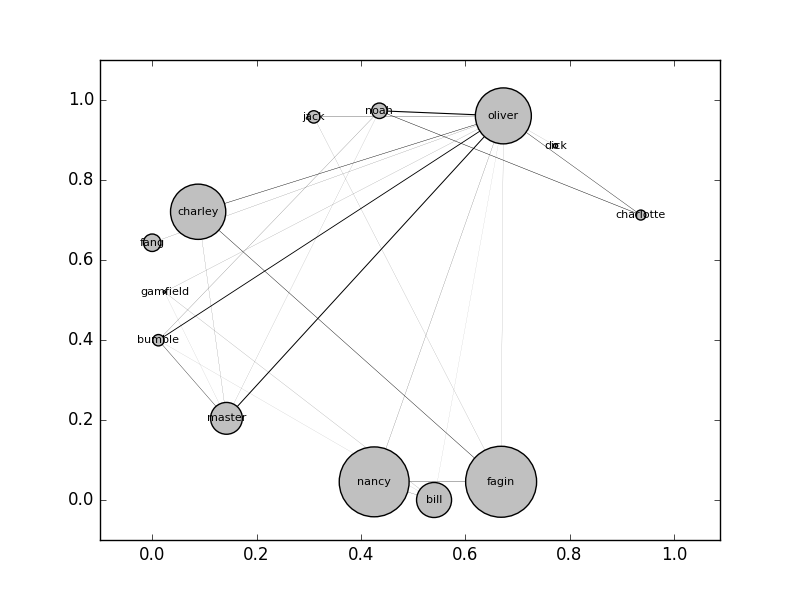 1.0
0.8
0.6
0.4
0.2
0.0
jack
noah
oliver
dick
charley
charlotte
fang
gamfield
bumble
master
nancy
bill
fagin
0.0
0.2
0.4
0.6
0.8
1.0